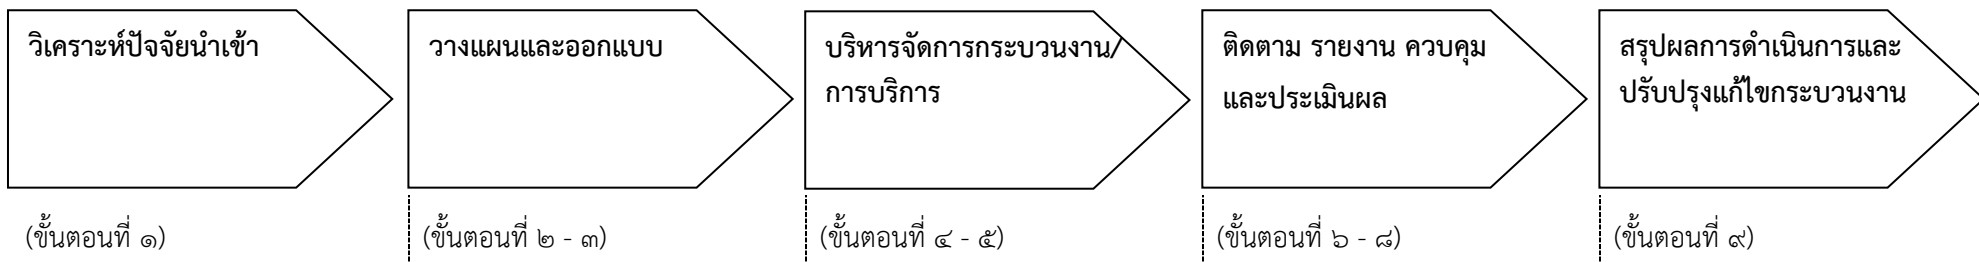 วิเคราะห์ปัจจัยนำเข้า
วางแผนและออกแบบ
บริหารจัดการกระบวนงาน/
การบริการ
ติดตาม รายงาน ควบคุม
และประเมินผล
สรุปผลการดำเนินการและ
ปรับปรุงแก้ไขกระบวนงาน
(ขั้นตอนที่ ๑)
(ขั้นตอนที่ ๒ - ๓)
(ขั้นตอนที่ ๔ - ๕)
(ขั้นตอนที่ ๖ - ๘)
(ขั้นตอนที่ ๙)